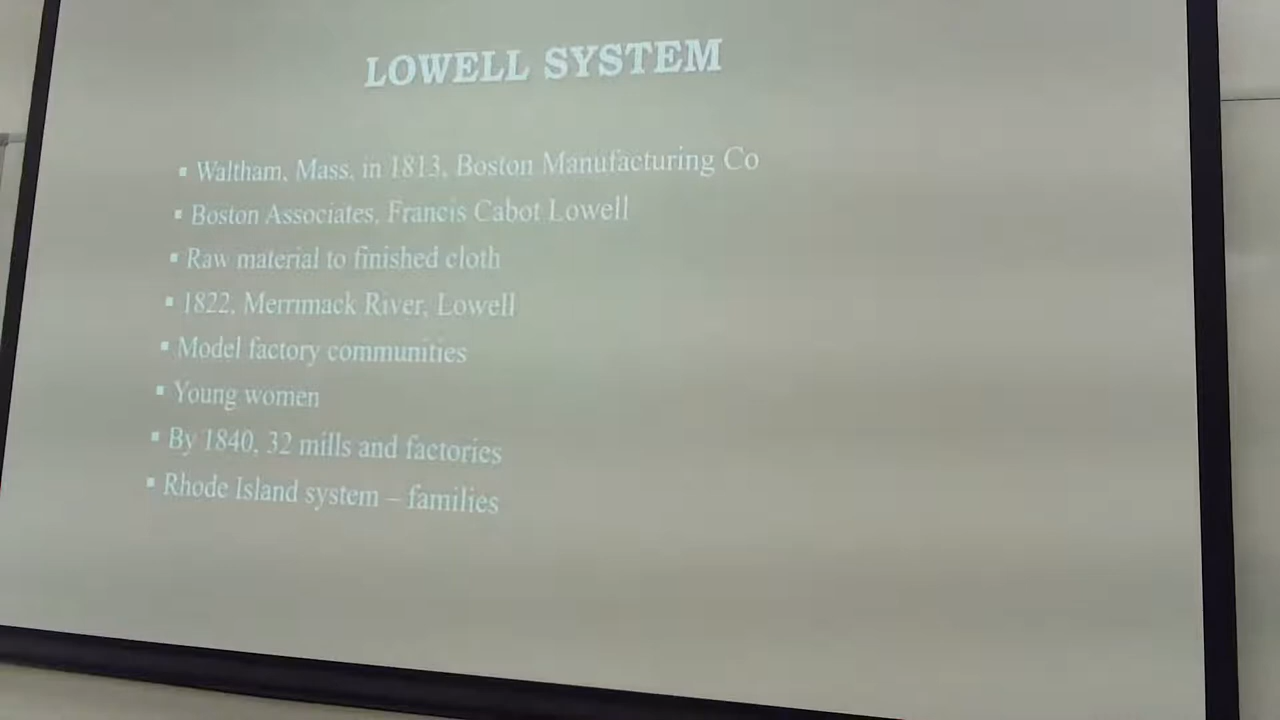 LOWELL SYSTEM
▪ Waltham, Mass. in 1813, Boston Manufacturing Co
▪ Boston Associates, Francis Cabot Lowell
▪ Raw material to finished cloth
▪ 1822, Merrimack River, Lowell
▪ Model factory communities
▪ Young women
▪ By 1840, 32 mills and factories
▪ Rhode Island system – families